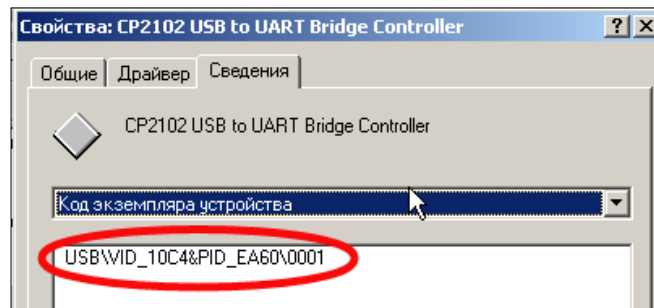 Свойства: CP2102 USB to UART Bridge Controller
Общие Драйвер Сведения
CP2102 USB to UART Bridge Controller
Код экземпляра устройства
USB\VID_10C4&PID_EA60\0001